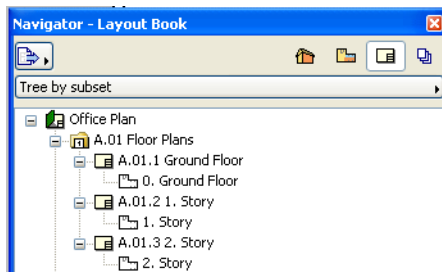 Navigator - Layout Book
Tree by subset
Office Plan
A.01 Floor Plans
A.01.1 Ground Floor
0. Ground Floor
A.01.2 1. Story
1. Story
A.01.3 2. Story
2. Story